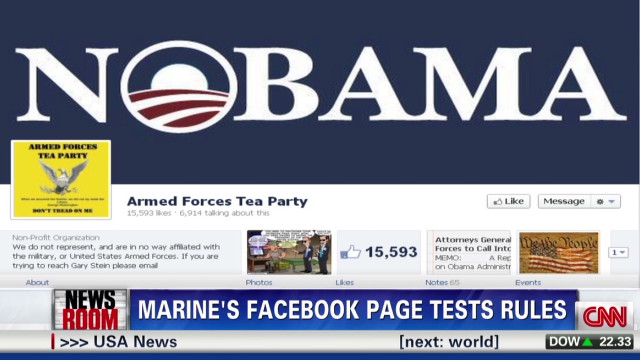 NOBAMA
ARMED FORCES
TEA PARTY
DON'T TREAD ON ME
Armed Forces Tea Party
15,593 likes · 6,914 talking about this
Like
Message
Non-Profit Organization
We do not represent, and are in no way affiliated with
the military, or United States Armed Forces. If you are
trying to reach Gary Stein please email
15,593
Attorneys General
Forces to Call Into
MEMO: A Rep
on Obama Administr
We the People
1
About
Photos
Likes
Notes 65
Events
NEWS
ROOM
MARINE'S FACEBOOK PAGE TESTS RULES
CNN
>>> USA News
[next: world]
DOW ▲ 22.33